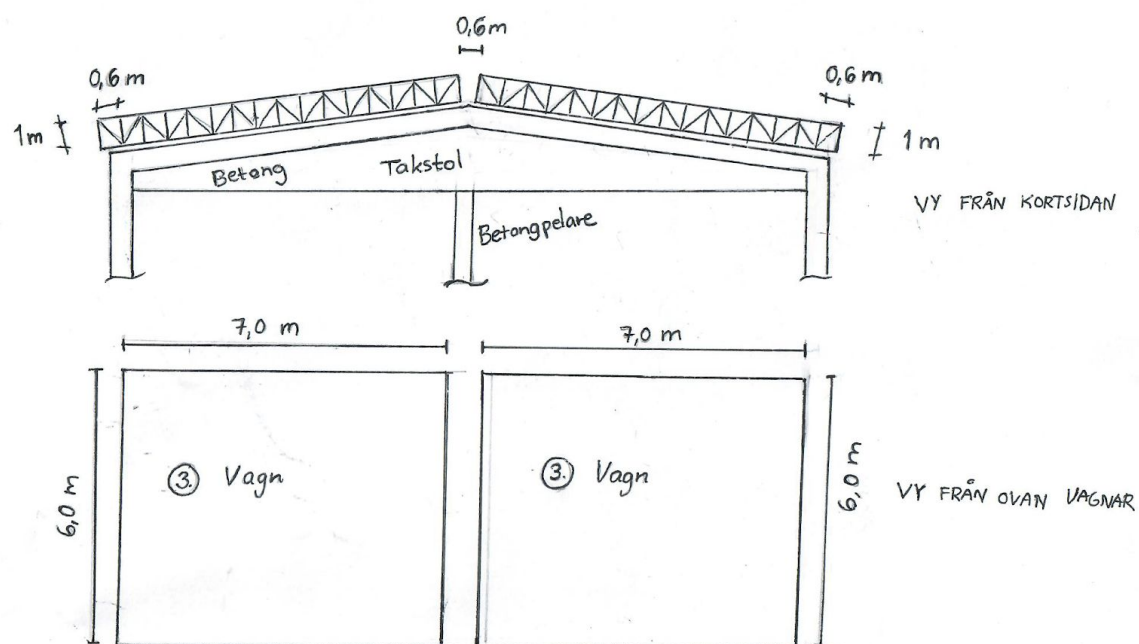 0,6m
0,6 m
0,6 m
1m
1 m
Betong
Takstol
VY FRÅN KORTSIDAN
Betongpelare
7,0 m
7,0 m
6,0 m
3. Vagn
3. Vagn
6,0 m
VY FRÅN OVAN VAGNAR